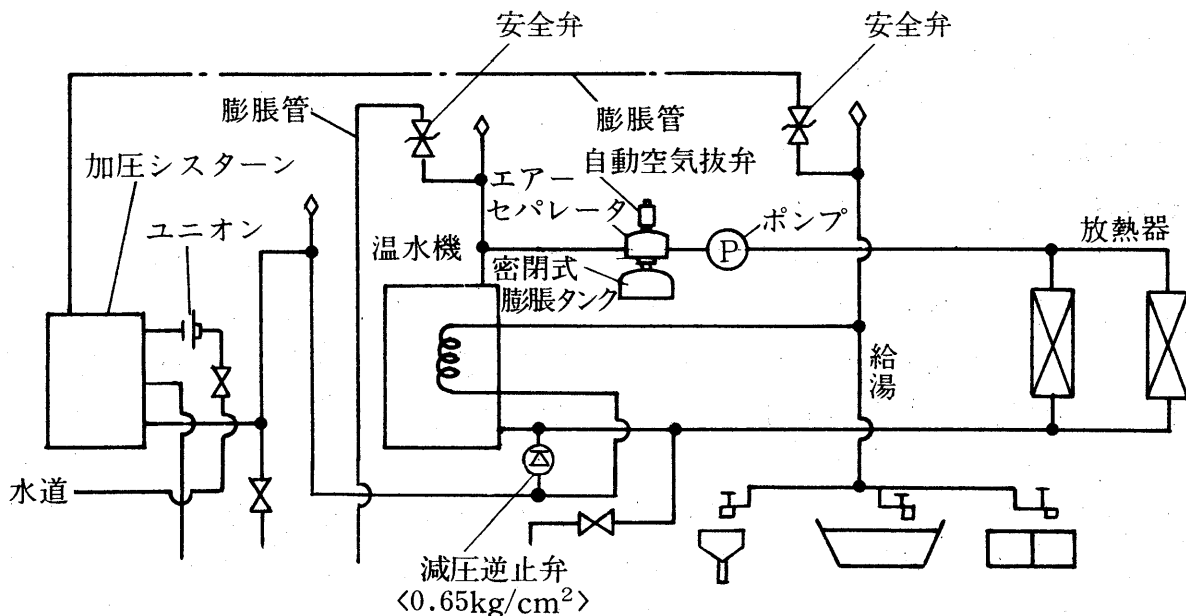 安全弁
安全弁
膨脹管
膨脹管
加圧シスターン
自動空気抜弁
エアー
セパレータ
ユニオン
ポンプ
温水機
P
放熱器
密閉式
膨脹タンク
給湯
水道
減圧逆止弁
〈0.65kg/cm²〉